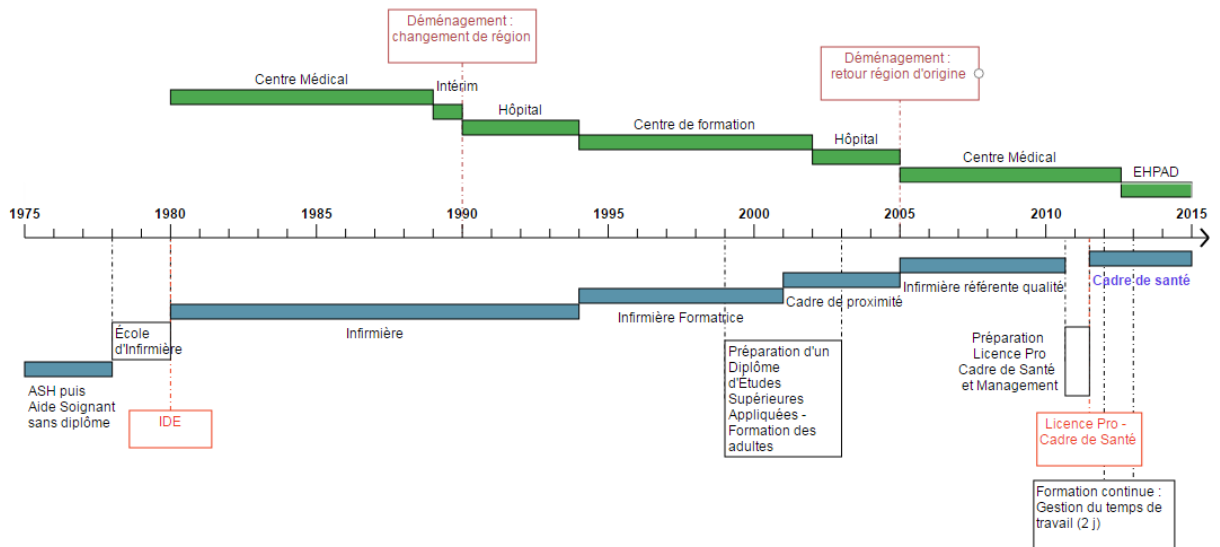 Déménagement :
changement de région
Déménagement :
retour région d'origine
Centre Médical
Intérim
Hôpital
Centre de formation
Hôpital
Centre Médical
EHPAD
1975
1980
1985
1990
1995
2000
2005
2010
2015
Cadre de santé
Infirmière référente qualité
Cadre de proximité
Infirmière Formatrice
Infirmière
École
d'Infirmière
ASH puis
Aide Soignant
sans diplôme
IDE
Préparation d'un
Diplôme
d'Études
Supérieures
Appliquées -
Formation des
adultes
Préparation
Licence Pro
Cadre de Santé
et Management
Licence Pro -
Cadre de Santé
Formation continue :
Gestion du temps de
travail (2 j)